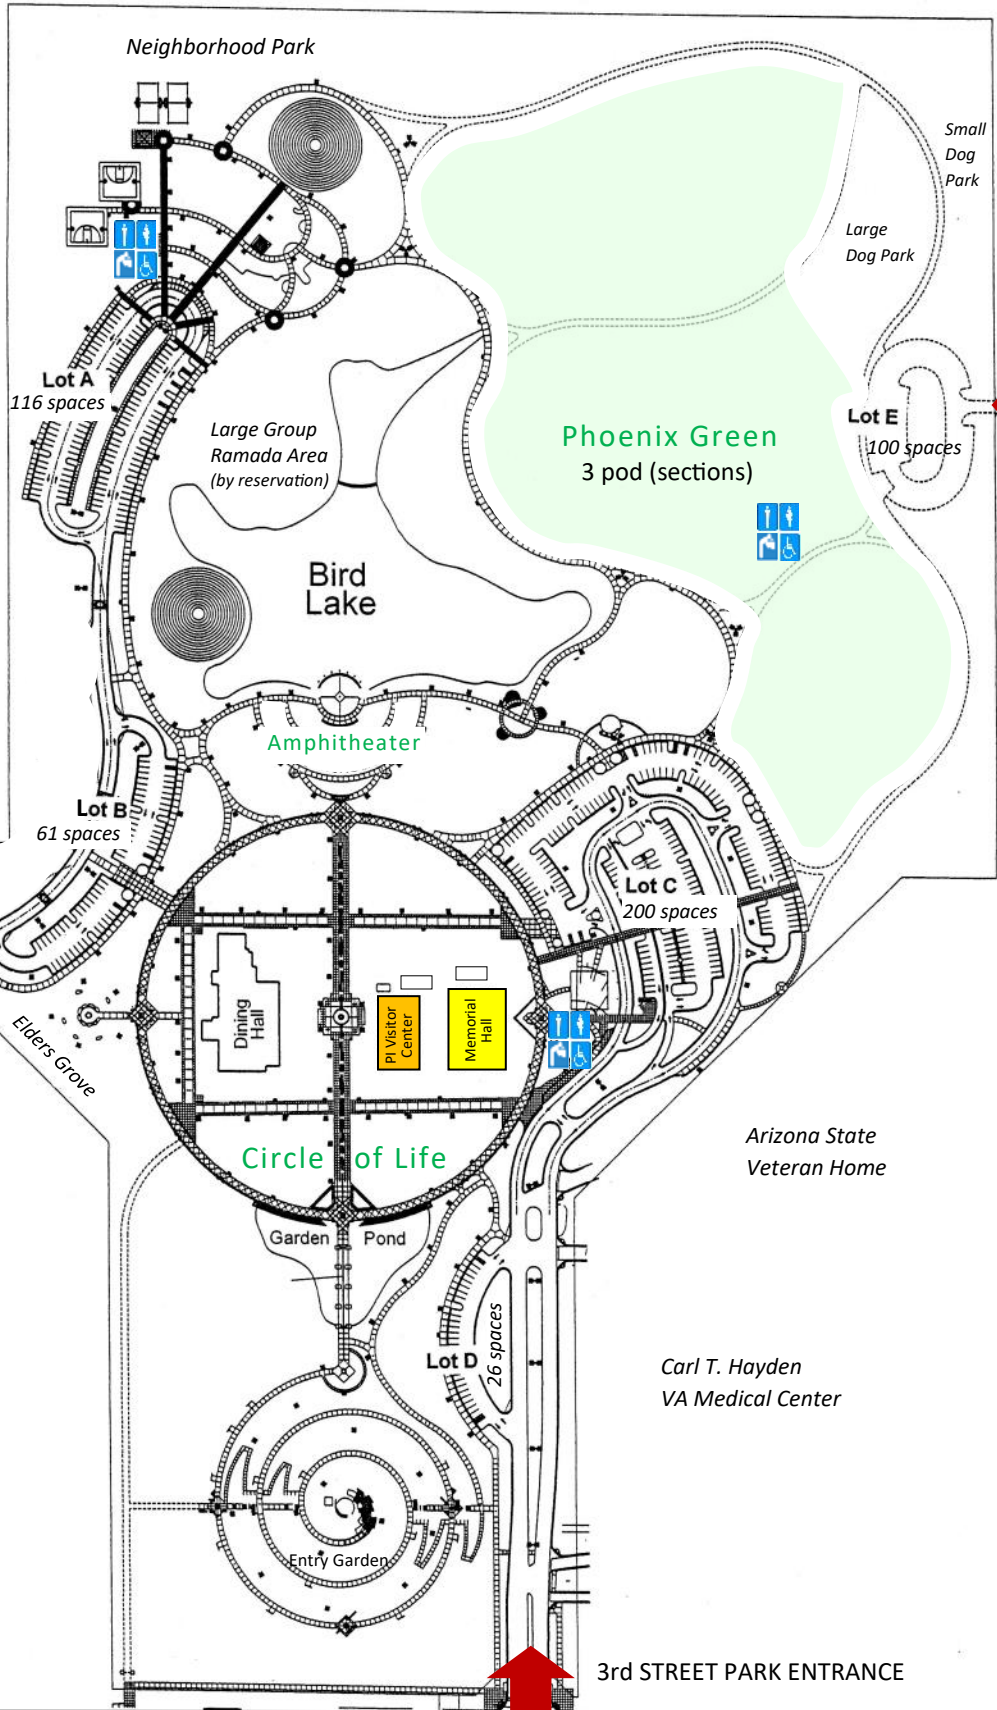 Neighborhood Park
Small
Dog
Park
Large
Dog Park
Lot A
116 spaces
Large Group
Ramada Area
(by reservation)
Phoenix Green
3 pod (sections)
Lot E
100 spaces
Bird
Lake
Amphitheater
Lot B
61 spaces
Lot C
200 spaces
Dining
Hall
PI Visitor
Center
Memorial
Hall
Elders Grove
Circle of Life
Arizona State
Veteran Home
Garden Pond
Lot D
26 spaces
Carl T. Hayden
VA Medical Center
Entry Garden
3rd STREET PARK ENTRANCE